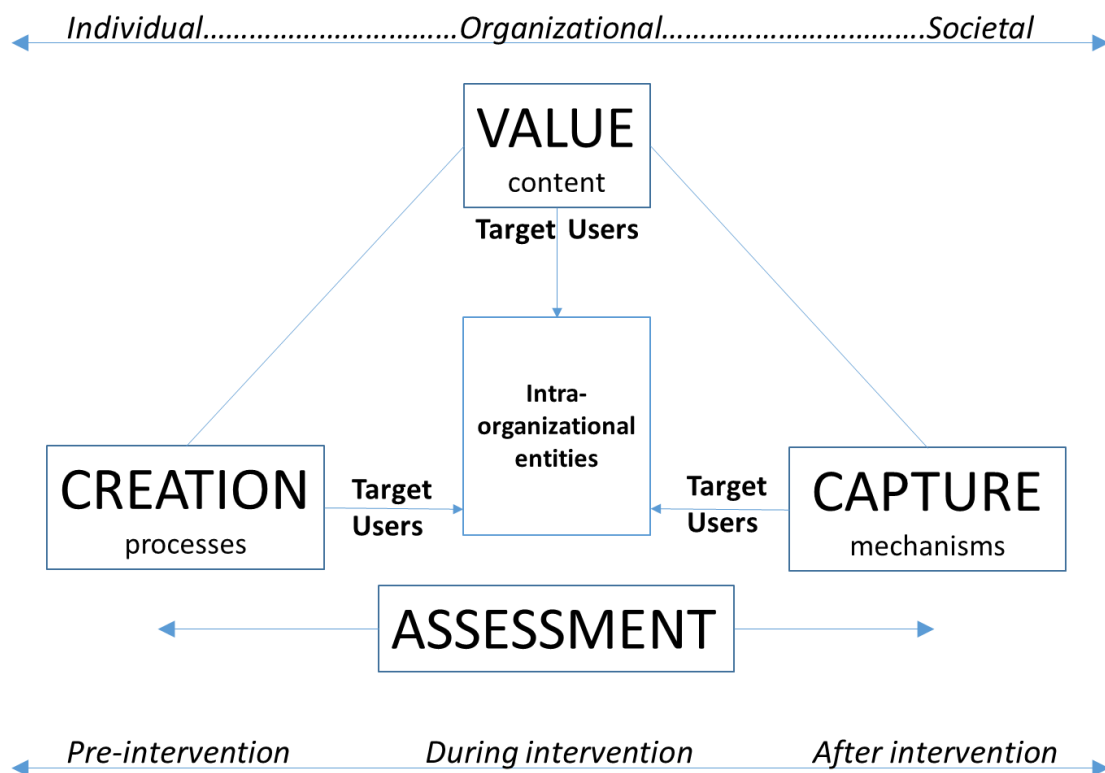 Individual……………………………Organizational……………………………Societal
VALUE
content
Target Users
Intra-
organizational
entities
CREATION
processes
Target
Users
Target
Users
CAPTURE
mechanisms
ASSESSMENT
Pre-intervention During intervention After intervention